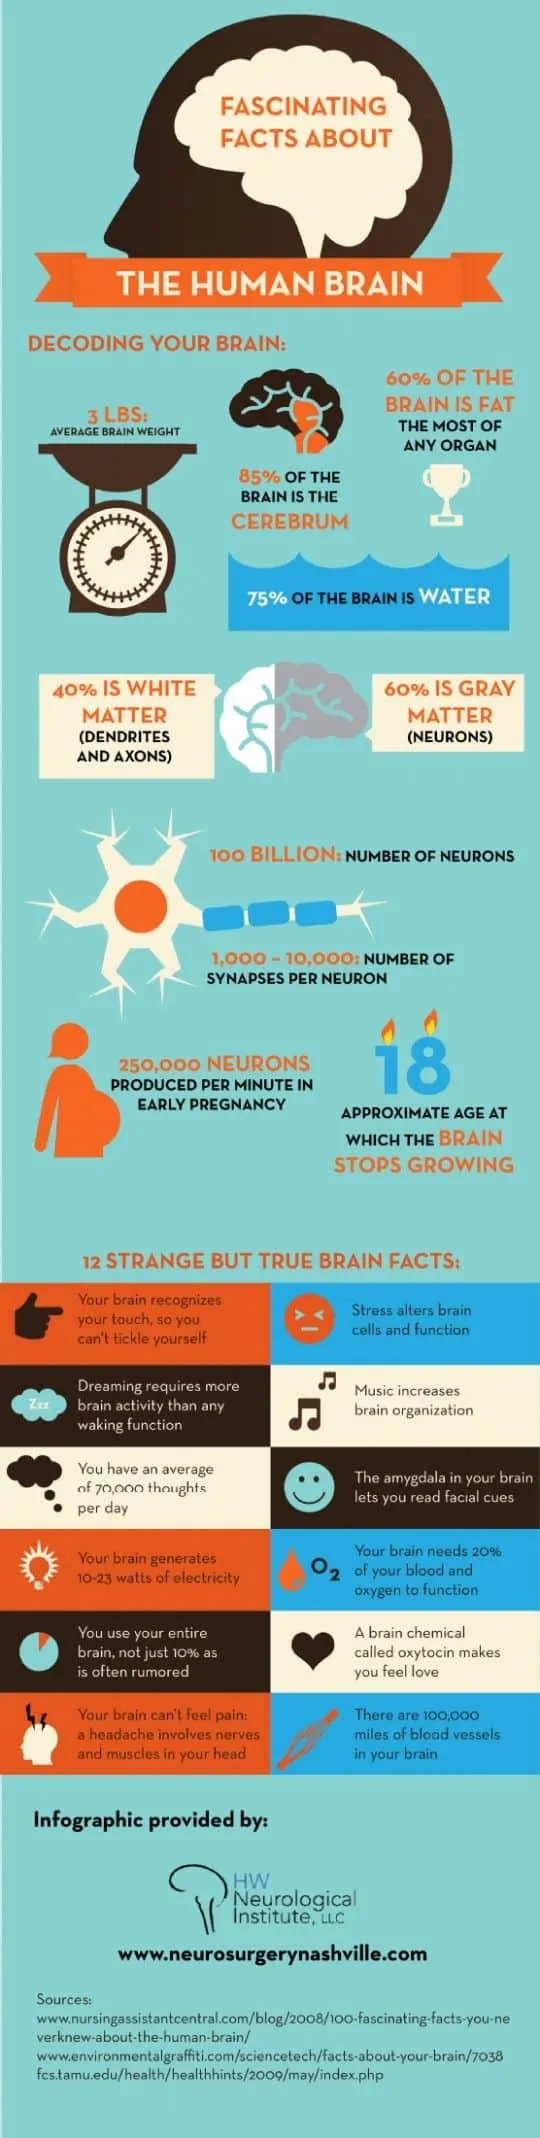 FASCINATING
FACTS ABOUT
THE HUMAN BRAIN
DECODING YOUR BRAIN:
3 LBS:
AVERAGE BRAIN WEIGHT
85% OF THE
BRAIN IS THE
CEREBRUM
60% OF THE
BRAIN IS FAT
THE MOST OF
ANY ORGAN
75% OF THE BRAIN IS WATER
40% IS WHITE
MATTER
(DENDRITES
AND AXONS)
60% IS GRAY
MATTER
(NEURONS)
100 BILLION: NUMBER OF NEURONS
1,000 – 10,000: NUMBER OF
SYNAPSES PER NEURON
250,000 NEURONS
PRODUCED PER MINUTE IN
EARLY PREGNANCY
18
APPROXIMATE AGE AT
WHICH THE BRAIN
STOPS GROWING
12 STRANGE BUT TRUE BRAIN FACTS:
Your brain recognizes
your touch, so you
can't tickle yourself
Stress alters brain
cells and function
Zzz
Dreaming requires more
brain activity than any
waking function
Music increases
brain organization
You have an average
of 70,000 thoughts
per day
The amygdala in your brain
lets you read facial cues
Your brain generates
10-23 watts of electricity
O2
Your brain needs 20%
of your blood and
oxygen to function
You use your entire
brain, not just 10% as
is often rumored
A brain chemical
called oxytocin makes
you feel love
Your brain can't feel pain:
a headache involves nerves
and muscles in your head
There are 100,000
miles of blood vessels
in your brain
Infographic provided by:
HW
Neurological
Institute, LLC
www.neurosurgerynashville.com
Sources:
www.nursingassistantcentral.com/blog/2008/100-fascinating-facts-you-ne
verknew-about-the-human-brain/
www.environmentalgraffiti.com/sciencetech/facts-about-your-brain/7038
fcs.tamu.edu/health/healthhints/2009/may/index.php